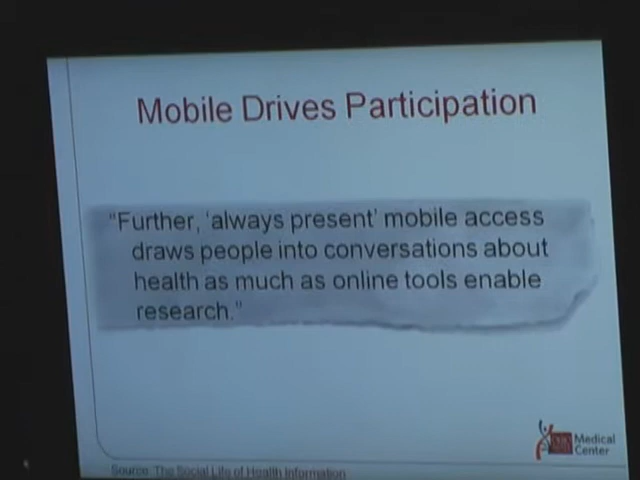 Mobile Drives Participation
“Further, ‘always present’ mobile access
draws people into conversations about
health as much as online tools enable
research.”
Medical
Center
Source: The Social Life of Health Information